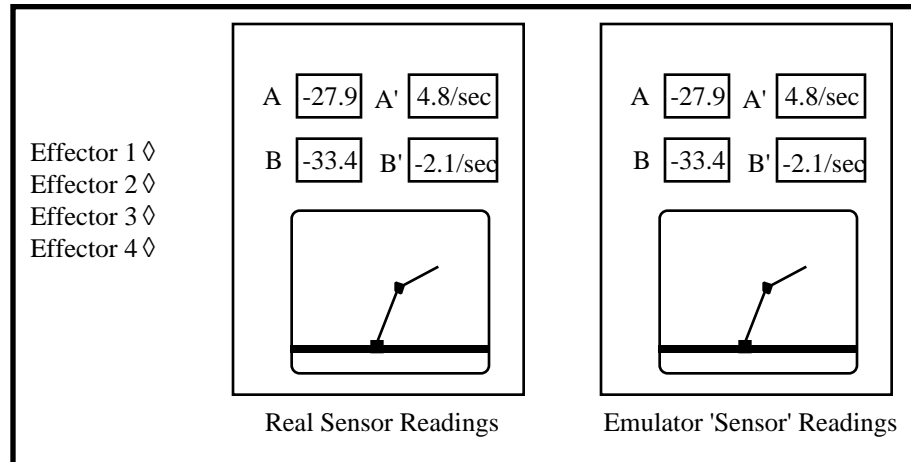 A -27.9 A' 4.8/sec
B -33.4 B' -2.1/sec
A -27.9 A' 4.8/sec
B -33.4 B' -2.1/sec
Effector 1 ◊
Effector 2 ◊
Effector 3 ◊
Effector 4 ◊
Real Sensor Readings
Emulator 'Sensor' Readings